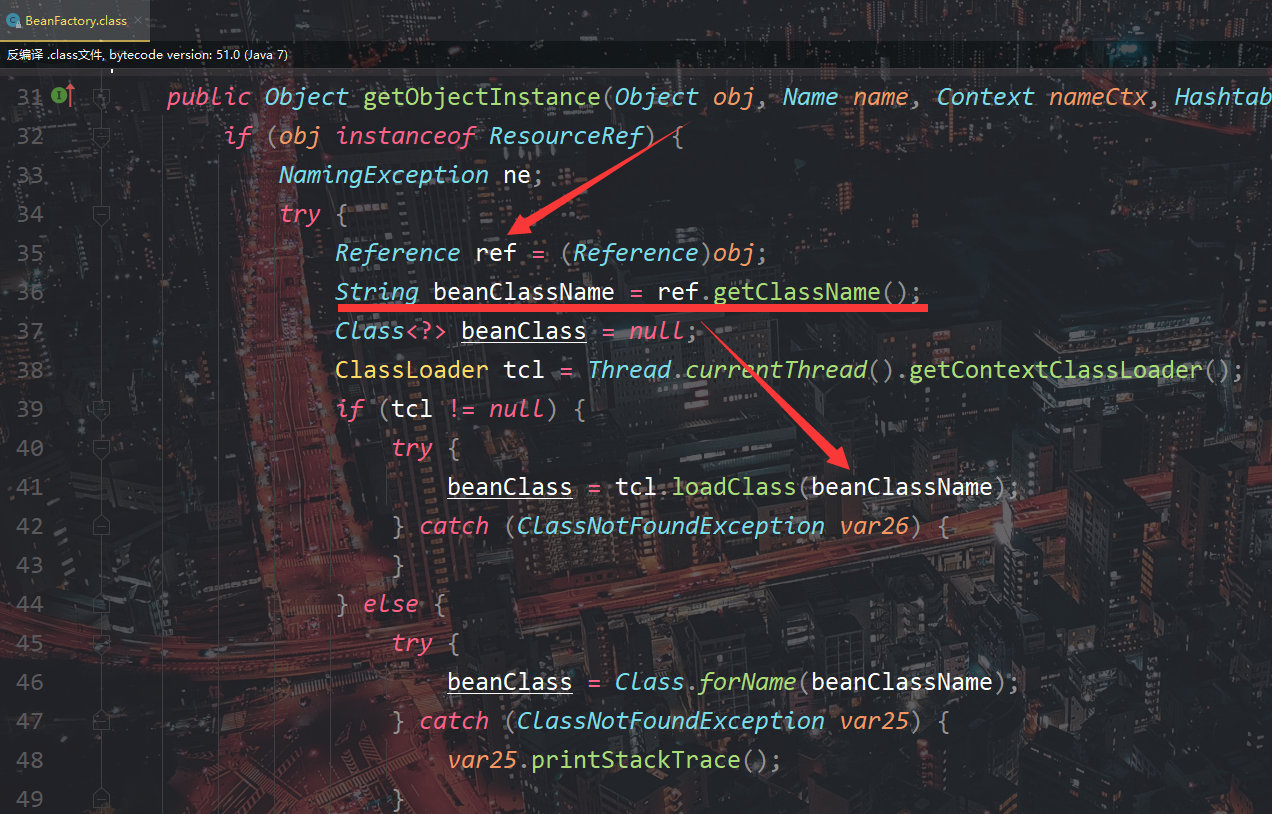 BeanFactory.class
反编译 .class文件, bytecode version: 51.0 (Java 7)
31 public Object getObjectInstance(Object obj, Name name, Context nameCtx, Hashtab
32 if (obj instanceof ResourceRef) {
33 NamingException ne;
34 try {
35 Reference ref = (Reference)obj;
36 String beanClassName = ref.getClassName();
37 Class<?> beanClass = null;
38 ClassLoader tcl = Thread.currentThread().getContextClassLoader();
39 if (tcl != null) {
40 try {
41 beanClass = tcl.loadClass(beanClassName);
42 } catch (ClassNotFoundException var26) {
43 }
44 } else {
45 try {
46 beanClass = Class.forName(beanClassName);
47 } catch (ClassNotFoundException var25) {
48 var25.printStackTrace();
49 }